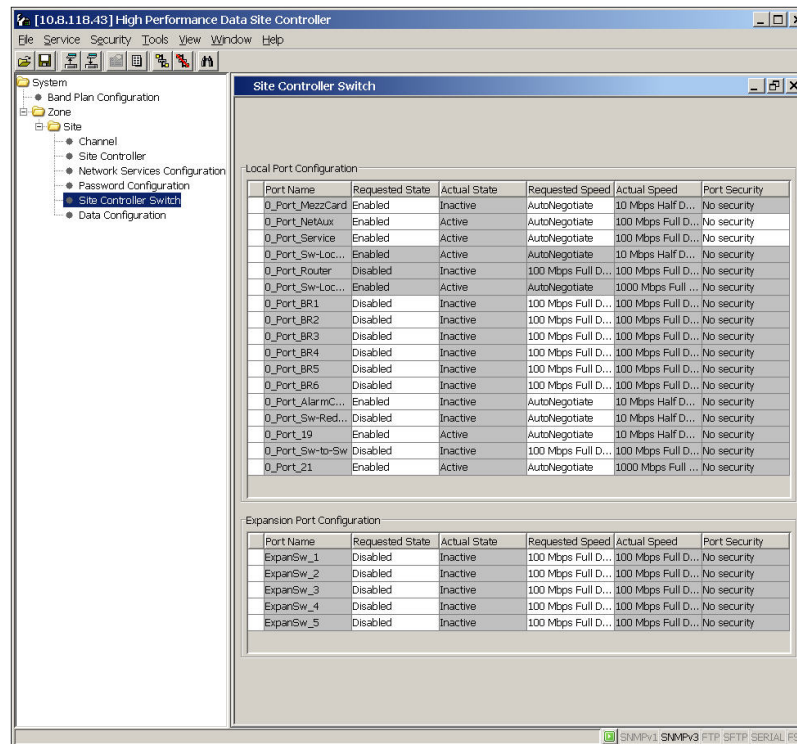 [10.8.118.43] High Performance Data Site Controller
File Service Security Tools View Window Help
System
Band Plan Configuration
Zone
Site
Channel
Site Controller
Network Services Configuration
Password Configuration
Site Controller Switch
Data Configuration
Site Controller Switch
Local Port Configuration
Port Name Requested State Actual State Requested Speed Actual Speed Port Security
0_Port_MezzCard Enabled Inactive AutoNegotiate 10 Mbps Half D... No security
0_Port_NetAux Enabled Active AutoNegotiate 100 Mbps Full D... No security
0_Port_Service Enabled Active AutoNegotiate 100 Mbps Full D... No security
0_Port_Sw-Loc... Enabled Active AutoNegotiate 10 Mbps Half D... No security
0_Port_Router Disabled Inactive 100 Mbps Full D... 100 Mbps Full D... No security
0_Port_Sw-Loc... Enabled Active AutoNegotiate 1000 Mbps Full ... No security
0_Port_BR1 Disabled Inactive 100 Mbps Full D... 100 Mbps Full D... No security
0_Port_BR2 Disabled Inactive 100 Mbps Full D... 100 Mbps Full D... No security
0_Port_BR3 Disabled Inactive 100 Mbps Full D... 100 Mbps Full D... No security
0_Port_BR4 Disabled Inactive 100 Mbps Full D... 100 Mbps Full D... No security
0_Port_BR5 Disabled Inactive 100 Mbps Full D... 100 Mbps Full D... No security
0_Port_BR6 Disabled Inactive 100 Mbps Full D... 100 Mbps Full D... No security
0_Port_AlarmC... Enabled Inactive AutoNegotiate 10 Mbps Half D... No security
0_Port_Sw-Red... Disabled Inactive AutoNegotiate 10 Mbps Half D... No security
0_Port_19 Enabled Active AutoNegotiate 10 Mbps Half D... No security
0_Port_Sw-to-Sw Disabled Inactive 100 Mbps Full D... 100 Mbps Full D... No security
0_Port_21 Enabled Active AutoNegotiate 1000 Mbps Full ... No security
Expansion Port Configuration
Port Name Requested State Actual State Requested Speed Actual Speed Port Security
ExpanSw_1 Disabled Inactive 100 Mbps Full D... 100 Mbps Full D... No security
ExpanSw_2 Disabled Inactive 100 Mbps Full D... 100 Mbps Full D... No security
ExpanSw_3 Disabled Inactive 100 Mbps Full D... 100 Mbps Full D... No security
ExpanSw_4 Disabled Inactive 100 Mbps Full D... 100 Mbps Full D... No security
ExpanSw_5 Disabled Inactive 100 Mbps Full D... 100 Mbps Full D... No security
SNMPv1 SNMPv3 FTP SFTP SERIAL